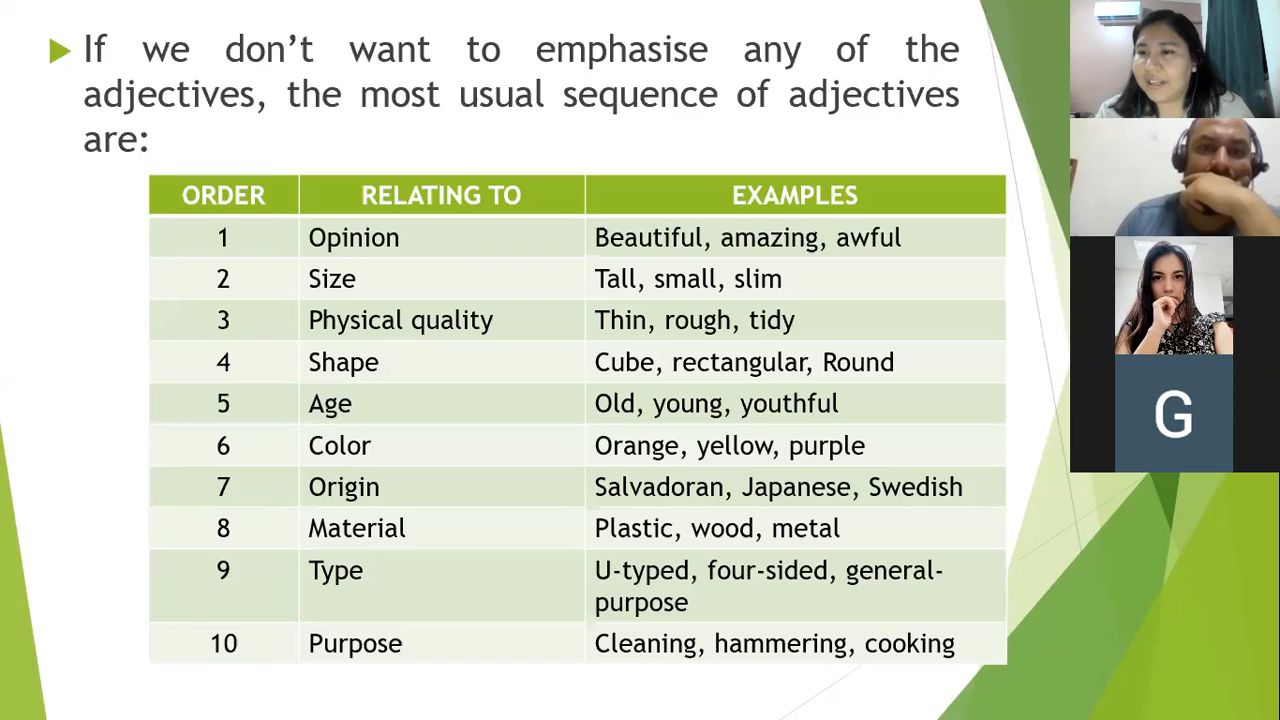 If we don't want to emphasise any of the
adjectives, the most usual sequence of adjectives
are:
ORDER RELATING TO EXAMPLES
1 Opinion Beautiful, amazing, awful
2 Size Tall, small, slim
3 Physical quality Thin, rough, tidy
4 Shape Cube, rectangular, Round
5 Age Old, young, youthful
6 Color Orange, yellow, purple
7 Origin Salvadoran, Japanese, Swedish
8 Material Plastic, wood, metal
9 Type U-typed, four-sided, general-
purpose
10 Purpose Cleaning, hammering, cooking
G